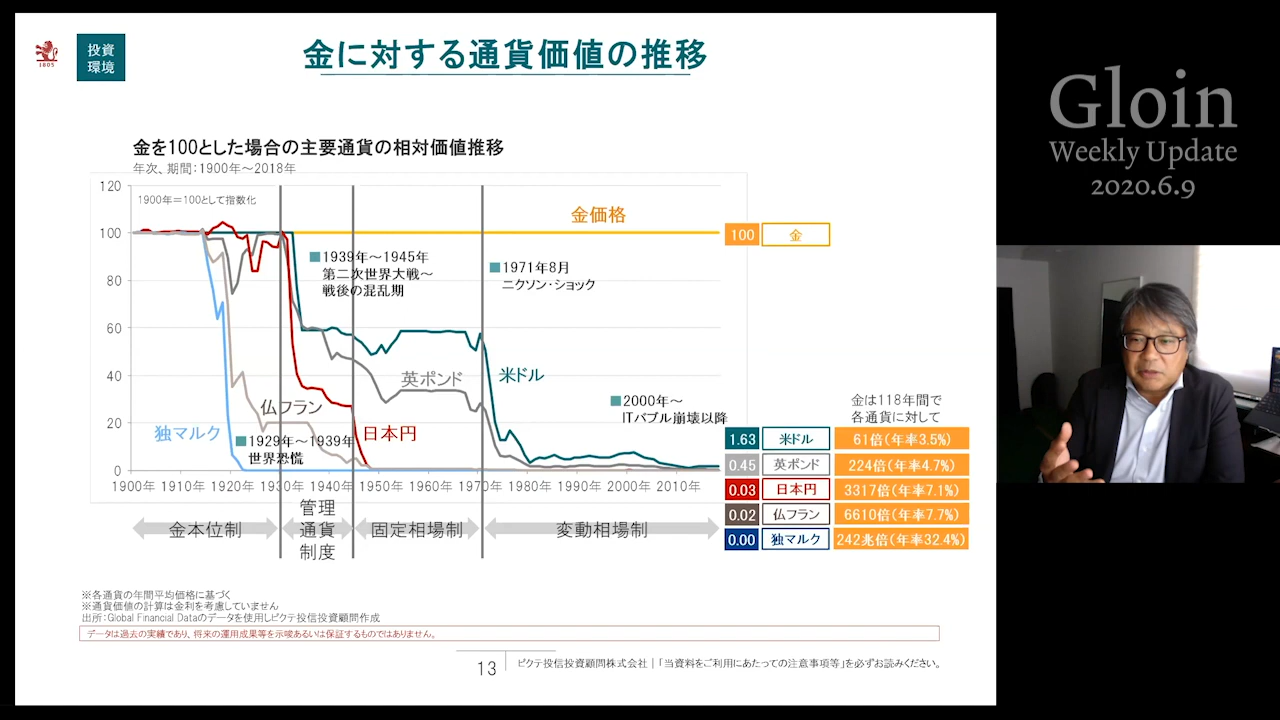 1805
投資
環境
金に対する通貨価値の推移
金を100とした場合の主要通貨の相対価値推移
年次、期間：1900年～2018年
1900年＝100として指数化
120
100
80
60
40
20
0
金価格
100 金
1939年～1945年
第二次世界大戦～
戦後の混乱期
1971年8月
ニクソン・ショック
米ドル
英ポンド
仏フラン
独マルク
日本円
1929年～1939年
世界恐慌
2000年～
ITバブル崩壊以降
金は118年間で
各通貨に対して
1.63 米ドル 61倍（年率3.5%）
0.45 英ポンド 224倍（年率4.7%）
0.03 日本円 3317倍（年率7.1%）
0.02 仏フラン 6610倍（年率7.7%）
0.00 独マルク 242兆倍（年率32.4%）
1900年 1910年 1920年 1930年 1940年 1950年 1960年 1970年 1980年 1990年 2000年 2010年
金本位制
管理
通貨
制度
固定相場制
変動相場制
※各通貨の年間平均価格に基づく
※通貨価値の計算は金利を考慮していません
出所：Global Financial Dataのデータを使用しピクテ投信投資顧問作成
データは過去の実績であり、将来の運用成果等を示唆あるいは保証するものではありません。
13
ピクテ投信投資顧問株式会社｜「当資料をご利用にあたっての注意事項等」を必ずお読みください。
Gloin
Weekly Update
2020.6.9